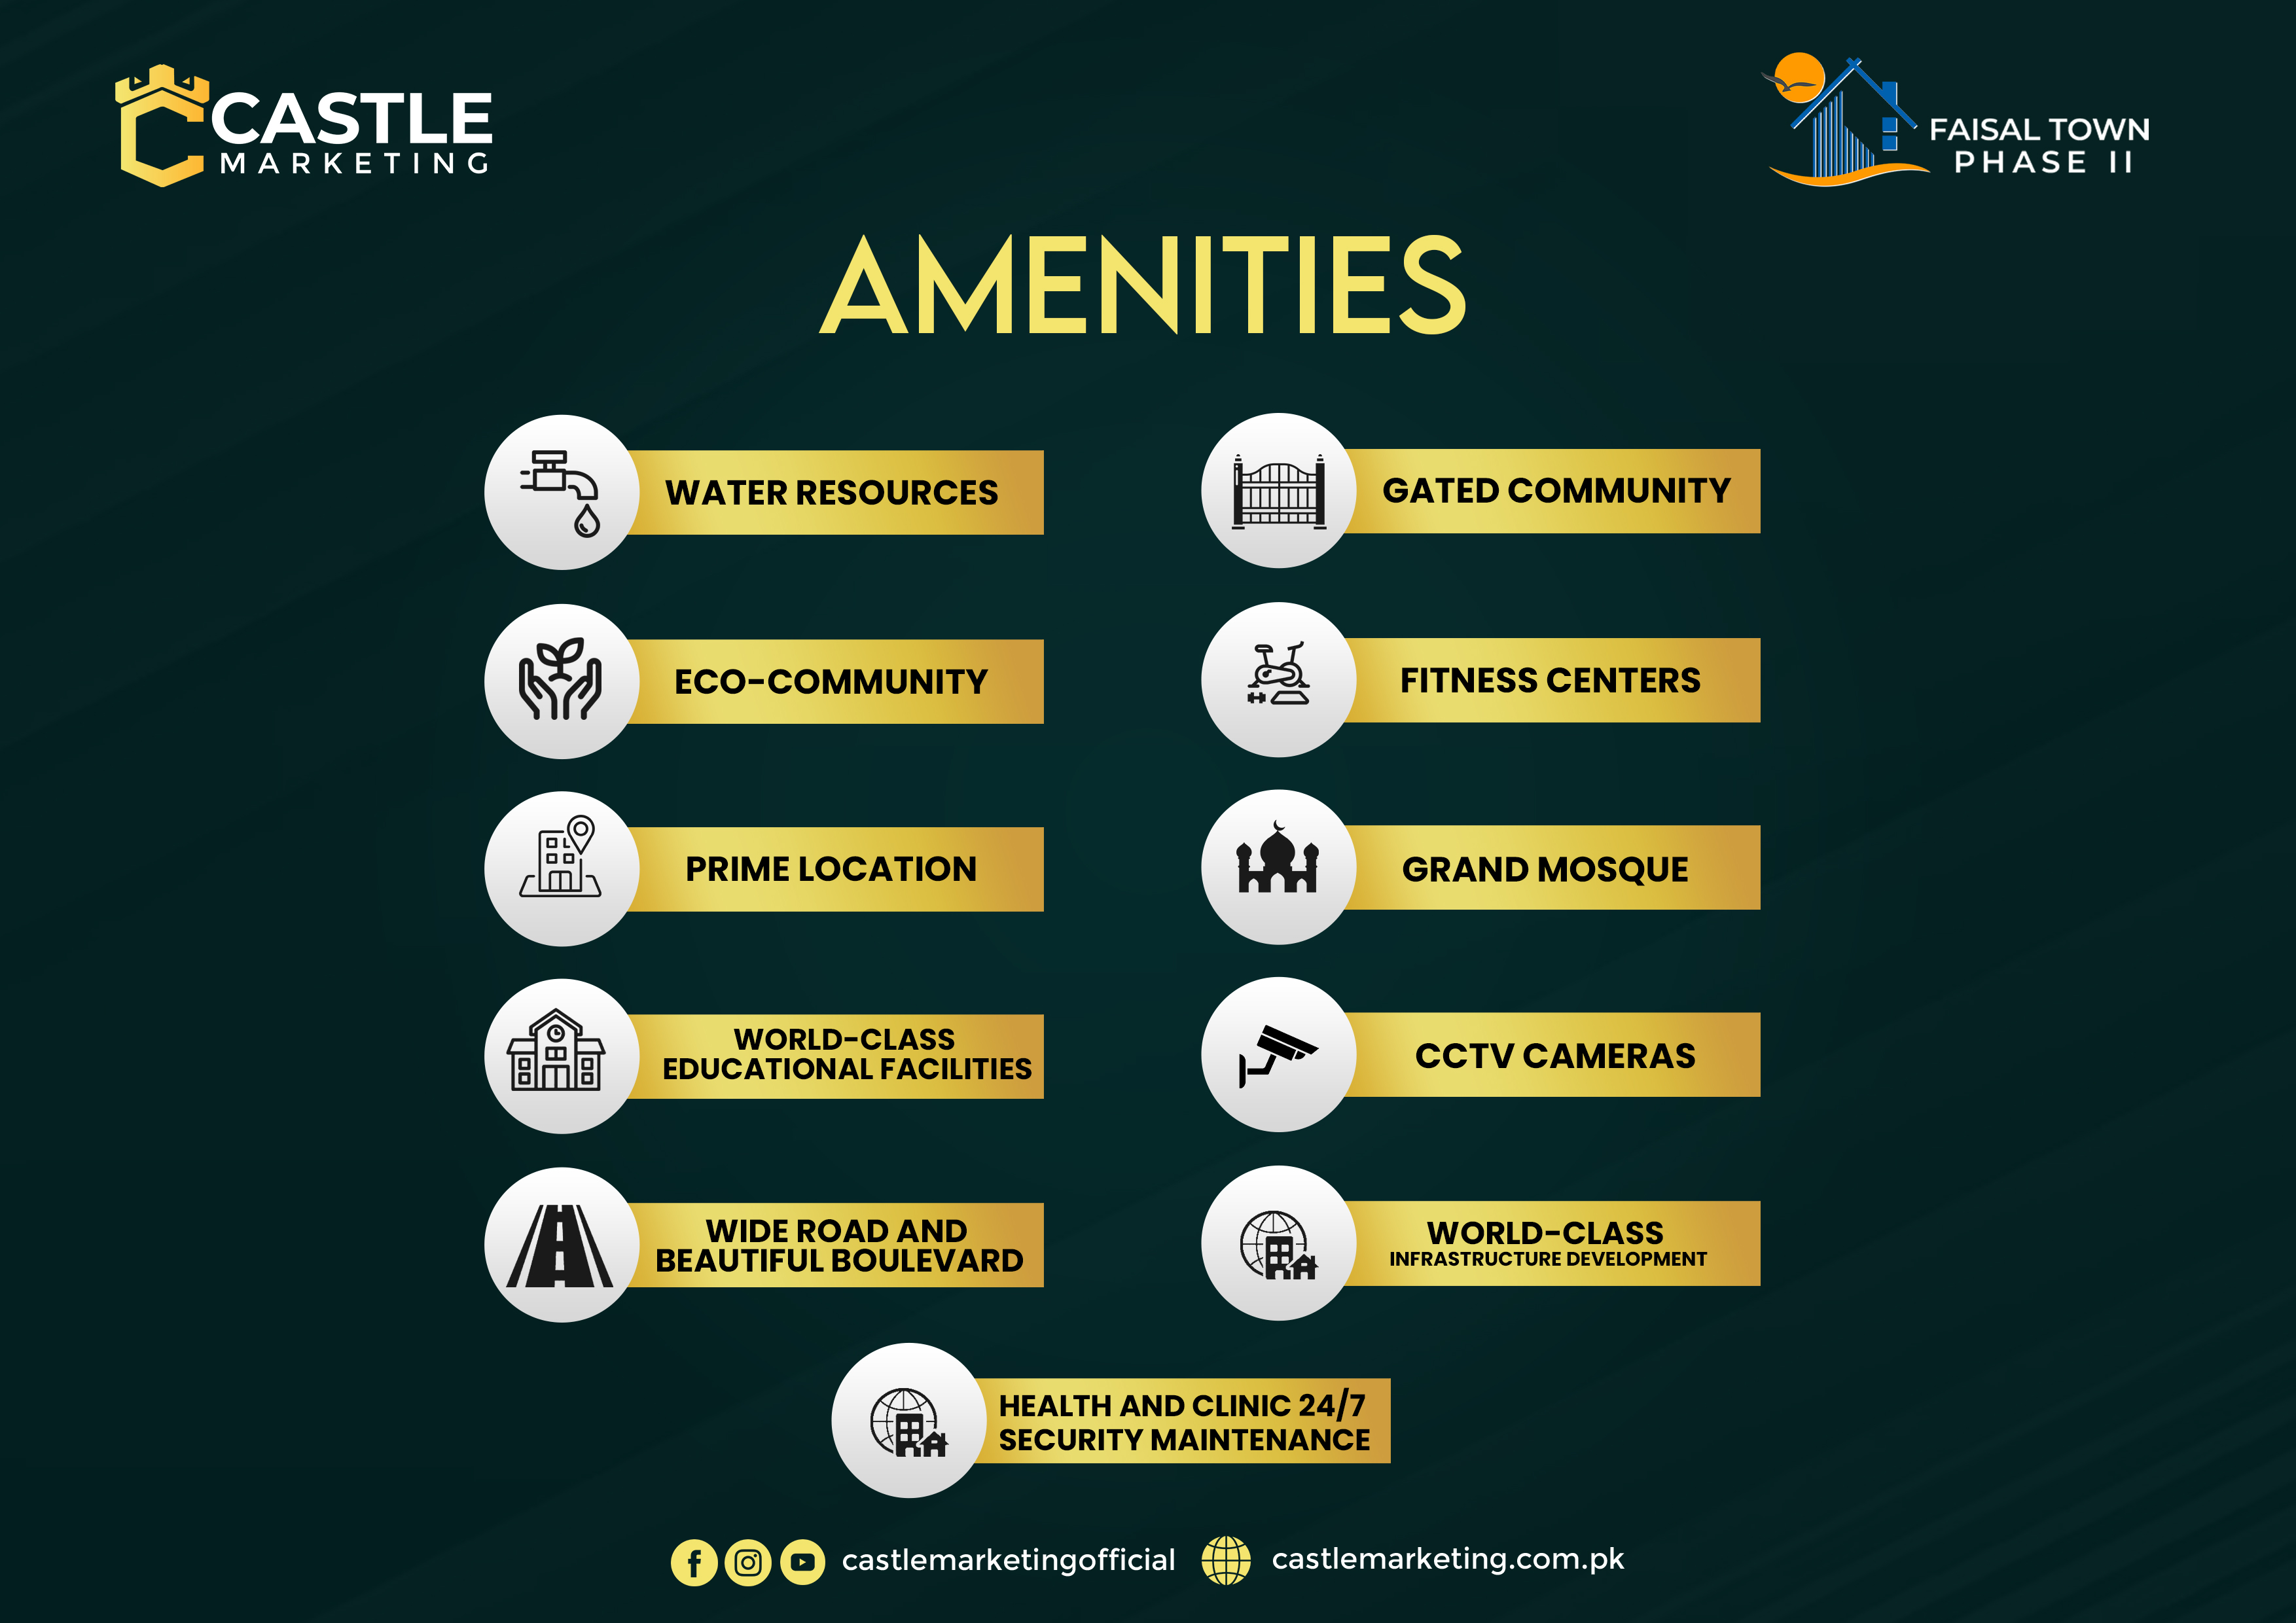 CASTLE
MARKETING
FAISAL TOWN
PHASE II
AMENITIES
WATER RESOURCES
GATED COMMUNITY
ECO-COMMUNITY
FITNESS CENTERS
PRIME LOCATION
GRAND MOSQUE
WORLD-CLASS
EDUCATIONAL FACILITIES
CCTV CAMERAS
WIDE ROAD AND
BEAUTIFUL BOULEVARD
WORLD-CLASS
INFRASTRUCTURE DEVELOPMENT
HEALTH AND CLINIC 24/7
SECURITY MAINTENANCE
castlemarketingofficial
castlemarketing.com.pk